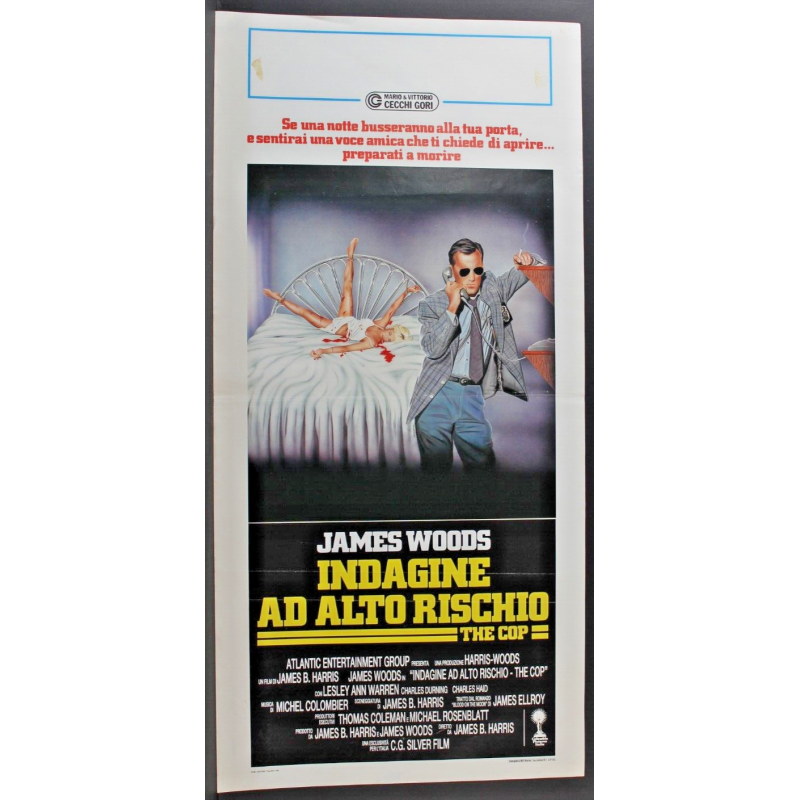 MARIO & VITTORIO
CECCHI GORI
Se una notte busseranno alla tua porta,
e sentirai una voce amica che ti chiede di aprire...
preparati a morire
JAMES WOODS
INDAGINE
AD ALTO RISCHIO
THE COP
ATLANTIC ENTERTAINMENT GROUP PRESENTA UNA PRODUZIONE HARRIS-WOODS
UN FILM DI JAMES B. HARRIS JAMES WOODS IN "INDAGINE AD ALTO RISCHIO - THE COP"
CON LESLEY ANN WARREN CHARLES DURNING CHARLES HAID
MUSICA DI MICHEL COLOMBIER SCENEGGIATURA DI JAMES B. HARRIS TRATTO DAL ROMANZO "BLOOD ON THE MOON" DI JAMES ELLROY
PRODUTTORI ESECUTIVI THOMAS COLEMAN E MICHAEL ROSENBLATT
PRODOTTO DA JAMES B. HARRIS E JAMES WOODS DIRETTO DA JAMES B. HARRIS
UNA ESCLUSIVITÀ PER L'ITALIA C.G. SILVER FILM